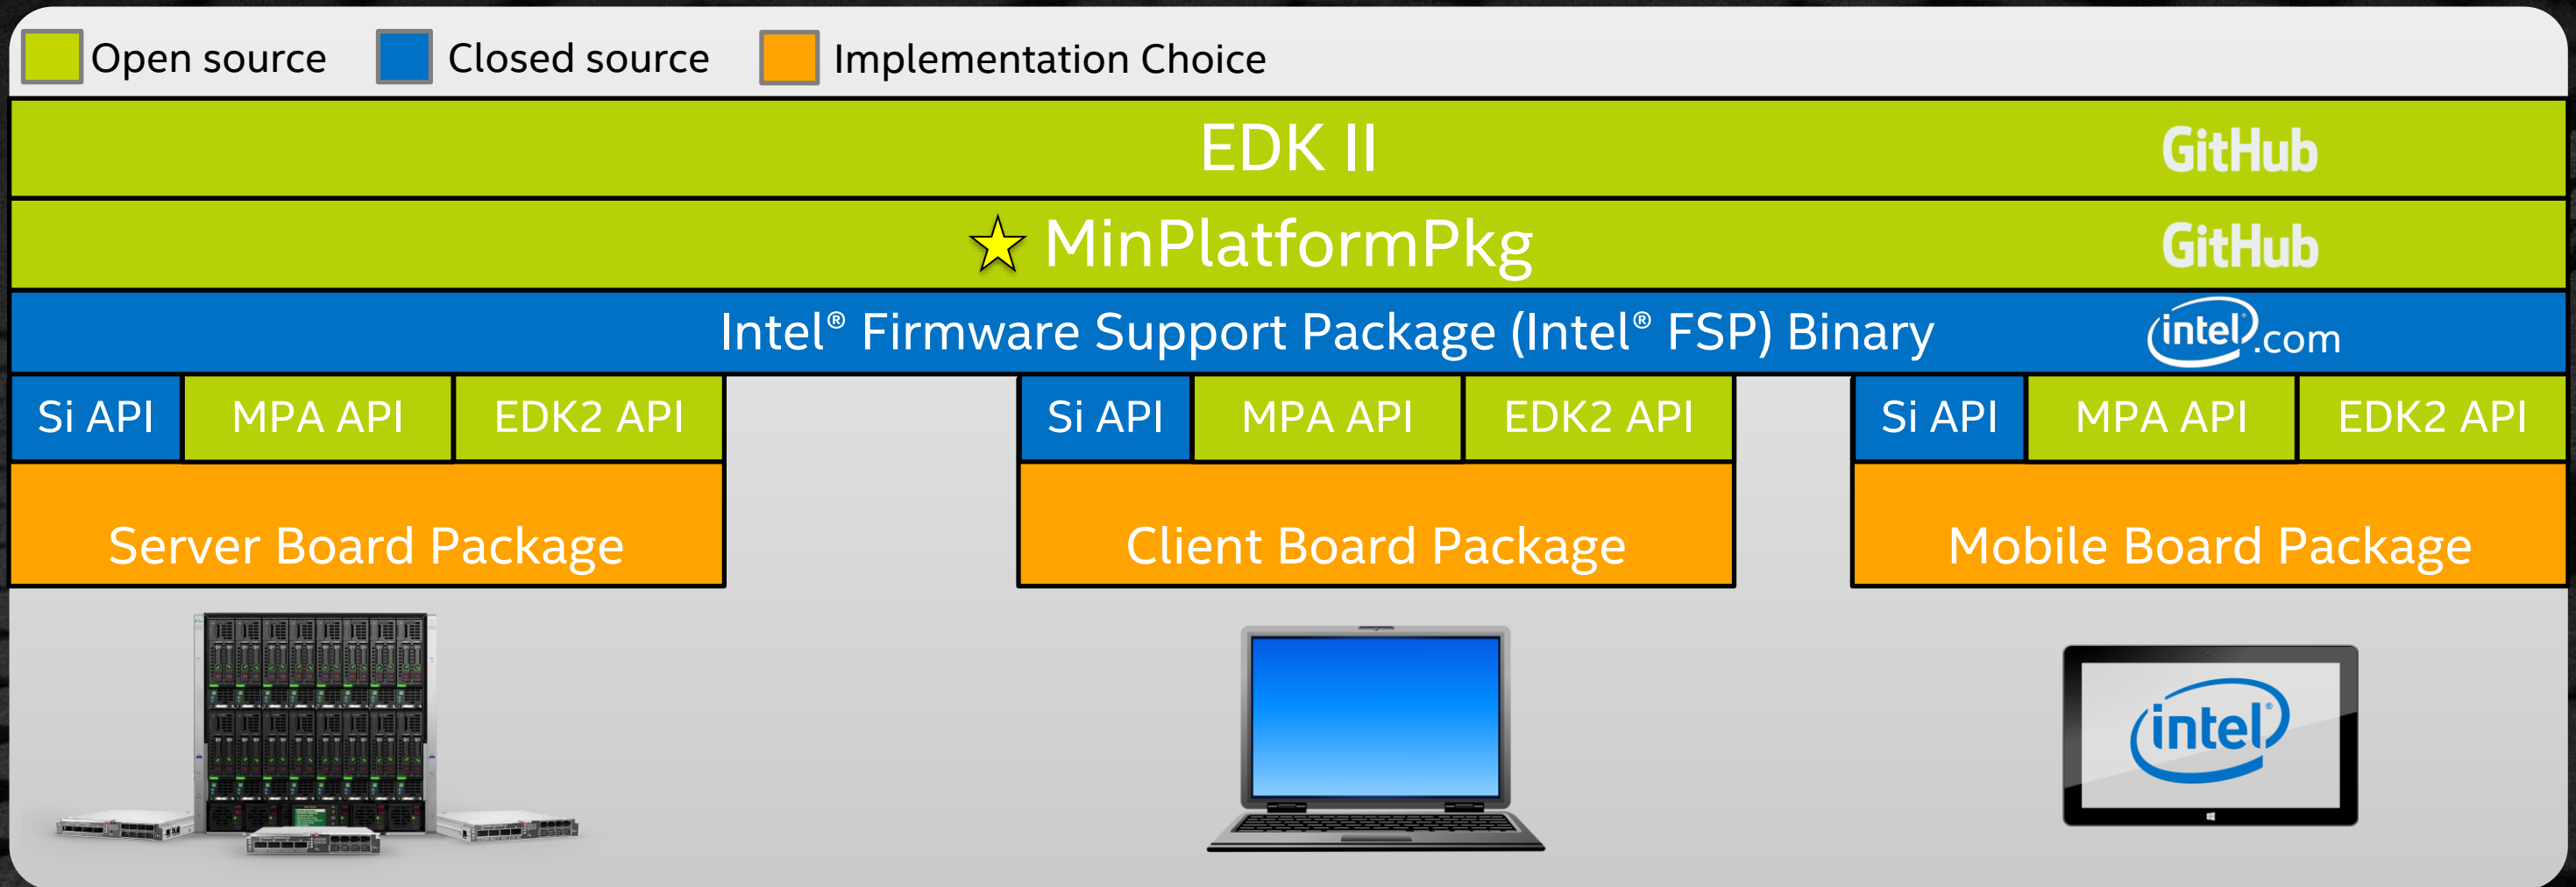 Open source
Closed source
Implementation Choice
EDK II
GitHub
MinPlatformPkg
GitHub
Intel® Firmware Support Package (Intel® FSP) Binary
intel.com
Si API
MPA API
EDK2 API
Si API
MPA API
EDK2 API
Si API
MPA API
EDK2 API
Server Board Package
Client Board Package
Mobile Board Package
intel®